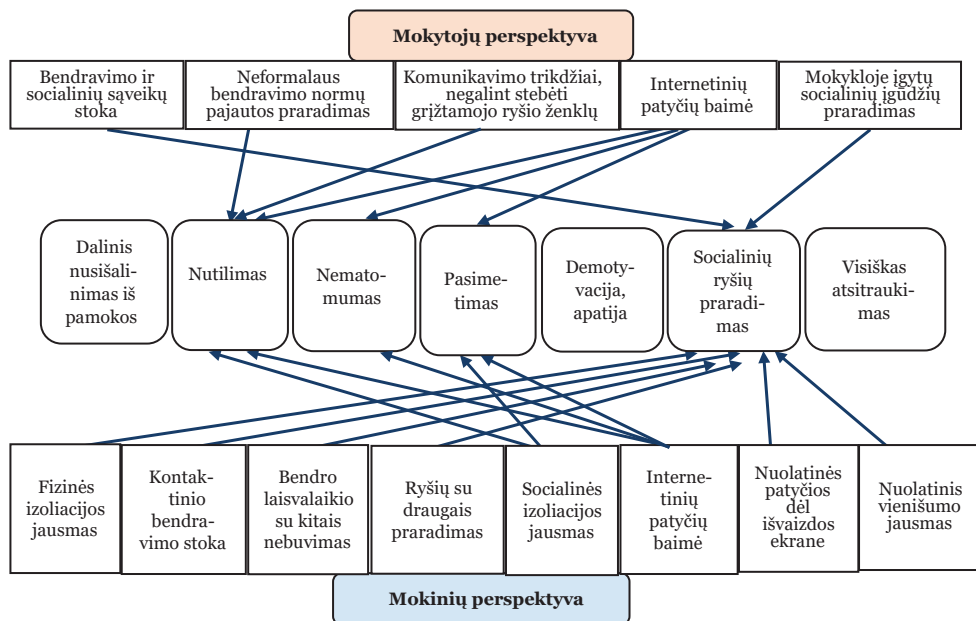 Mokytojų perspektyva
Bendravimo ir
socialinių sąveikų
stoka
Neformalaus
bendravimo normų
pajautos praradimas
Komunikavimo trikdžiai,
negalint stebėti
grįžtamojo ryšio ženklų
Internetinių
patyčių baimė
Mokykloje įgytų
socialinių įgūdžių
praradimas
Dalinis
nusišali-
nimas iš
pamokos
Nutilimas
Nemato-
mumas
Pasime-
timas
Demoty-
vacija,
apatija
Socialinių
ryšių
praradi-
mas
Visiškas
atsitrauki-
mas
Fizinės
izoliacijos
jausmas
Kontak-
tinio
bendra-
vimo stoka
Bendro
laisvalaikio
su kitais
nebuvimas
Ryšių su
draugais
praradimas
Socialinės
izoliacijos
jausmas
Interne-
tinių
patyčių
baimė
Nuolatinės
patyčios
dėl
išvaizdos
ekrane
Nuolatinis
vienišumo
jausmas
Mokinių perspektyva